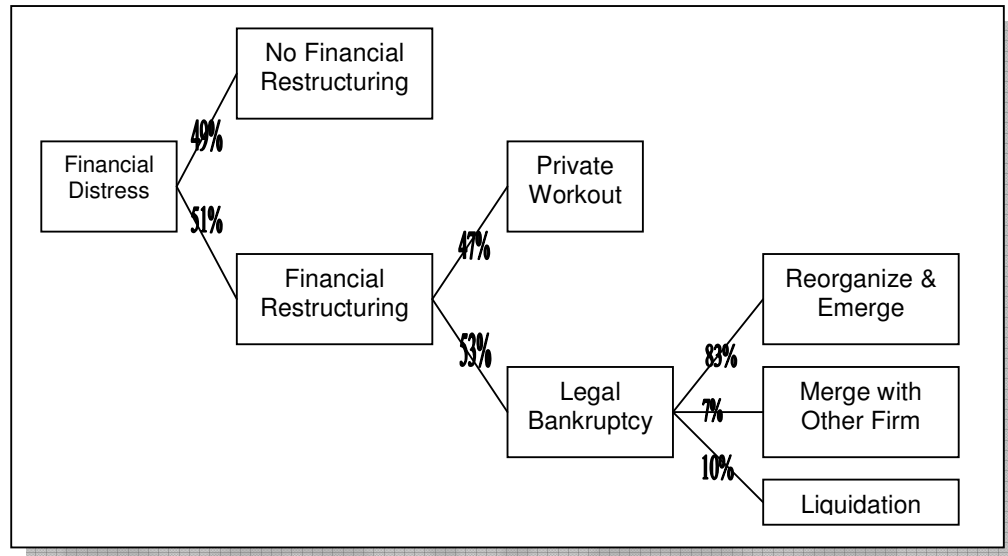 No Financial
Restructuring
49%
Financial
Distress
51%
Private
Workout
47%
Financial
Restructuring
53%
Reorganize &
Emerge
83%
Legal
Bankruptcy
7%
Merge with
Other Firm
10%
Liquidation